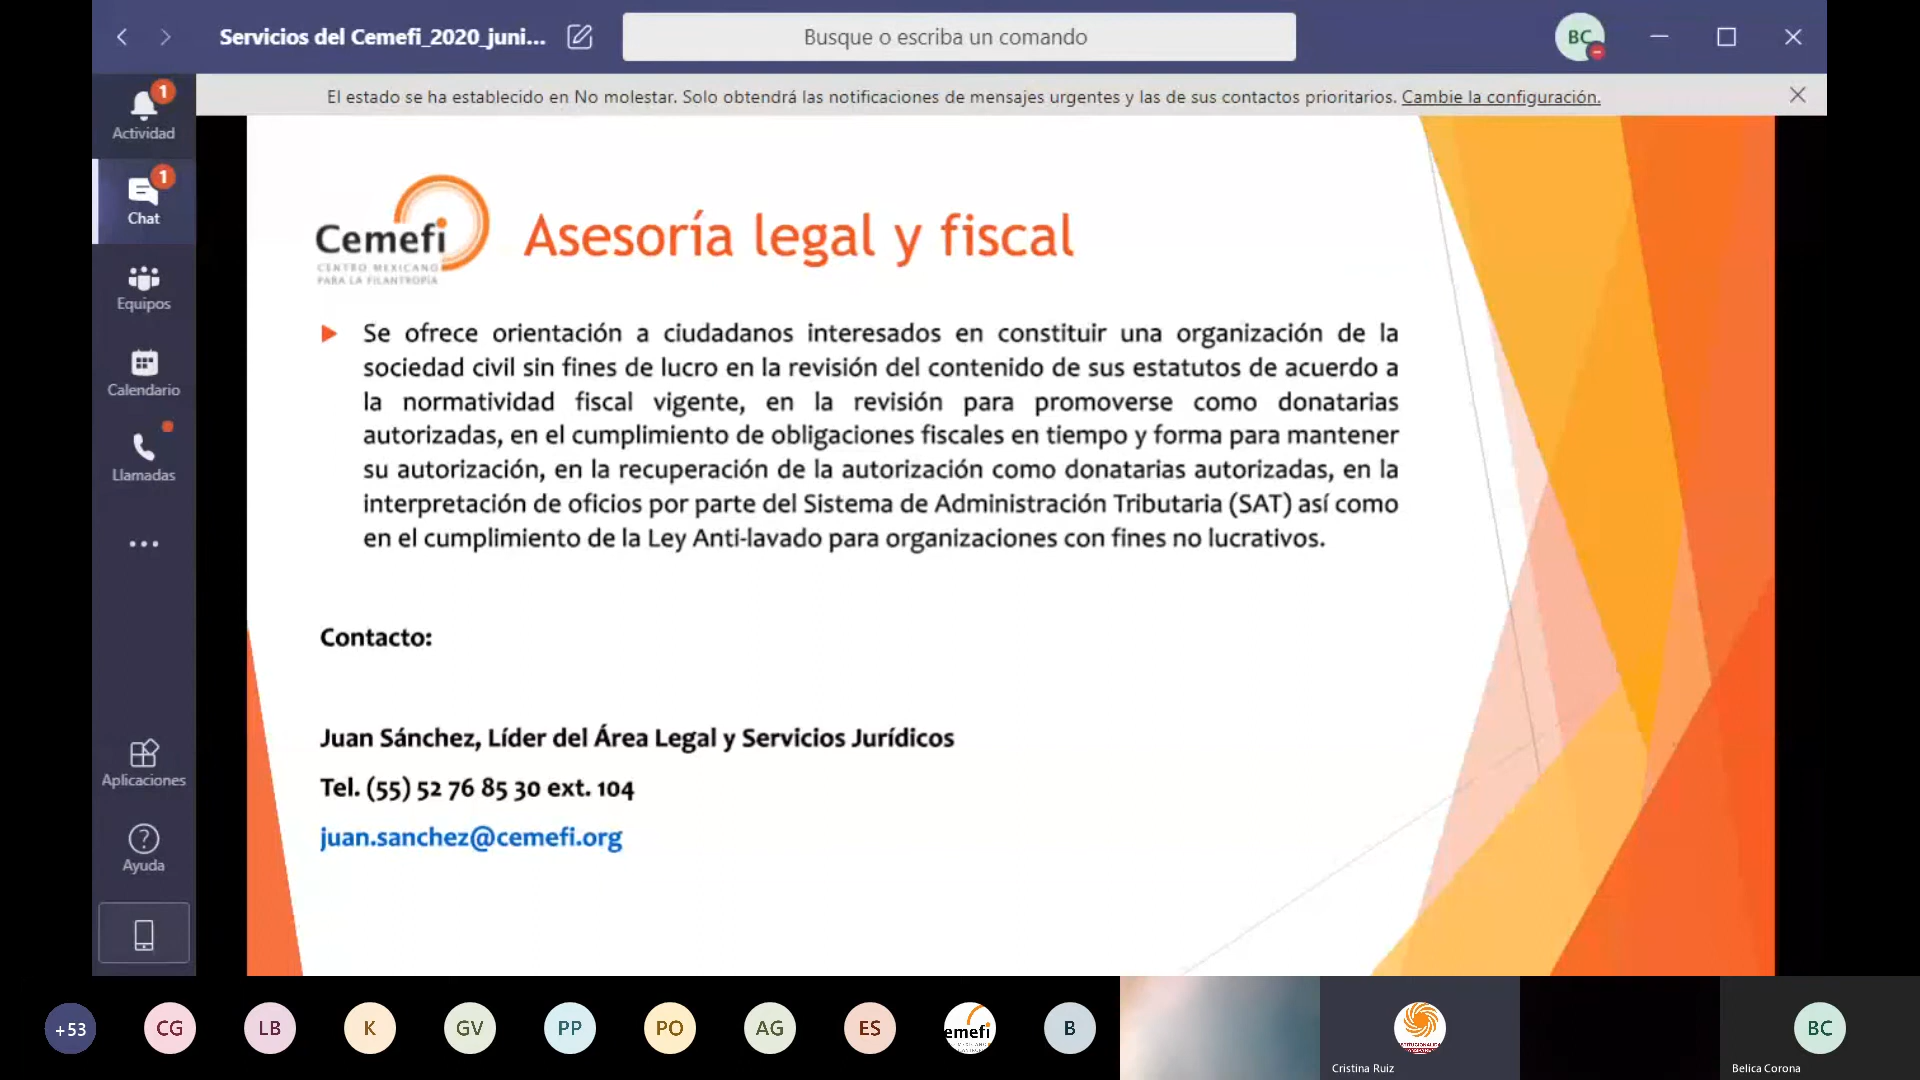 Servicios del Cemefi_2020_juni...
Busque o escriba un comando
BC
El estado se ha establecido en No molestar. Solo obtendrá las notificaciones de mensajes urgentes y las de sus contactos prioritarios. Cambie la configuración.
1
Actividad
1
Chat
Equipos
Calendario
Llamadas
Aplicaciones
Ayuda
Cemefi
CENTRO MEXICANO
PARA LA FILANTROPÍA
Asesoría legal y fiscal
Se ofrece orientación a ciudadanos interesados en constituir una organización de la
sociedad civil sin fines de lucro en la revisión del contenido de sus estatutos de acuerdo a
la normatividad fiscal vigente, en la revisión para promoverse como donatarias
autorizadas, en el cumplimiento de obligaciones fiscales en tiempo y forma para mantener
su autorización, en la recuperación de la autorización como donatarias autorizadas, en la
interpretación de oficios por parte del Sistema de Administración Tributaria (SAT) así como
en el cumplimiento de la Ley Anti-lavado para organizaciones con fines no lucrativos.
Contacto:
Juan Sánchez, Líder del Área Legal y Servicios Jurídicos
Tel. (55) 52 76 85 30 ext. 104
juan.sanchez@cemefi.org
+53
CG
LB
K
GV
PP
PO
AG
ES
emefi
B
Cristina Ruiz
BC
Belica Corona